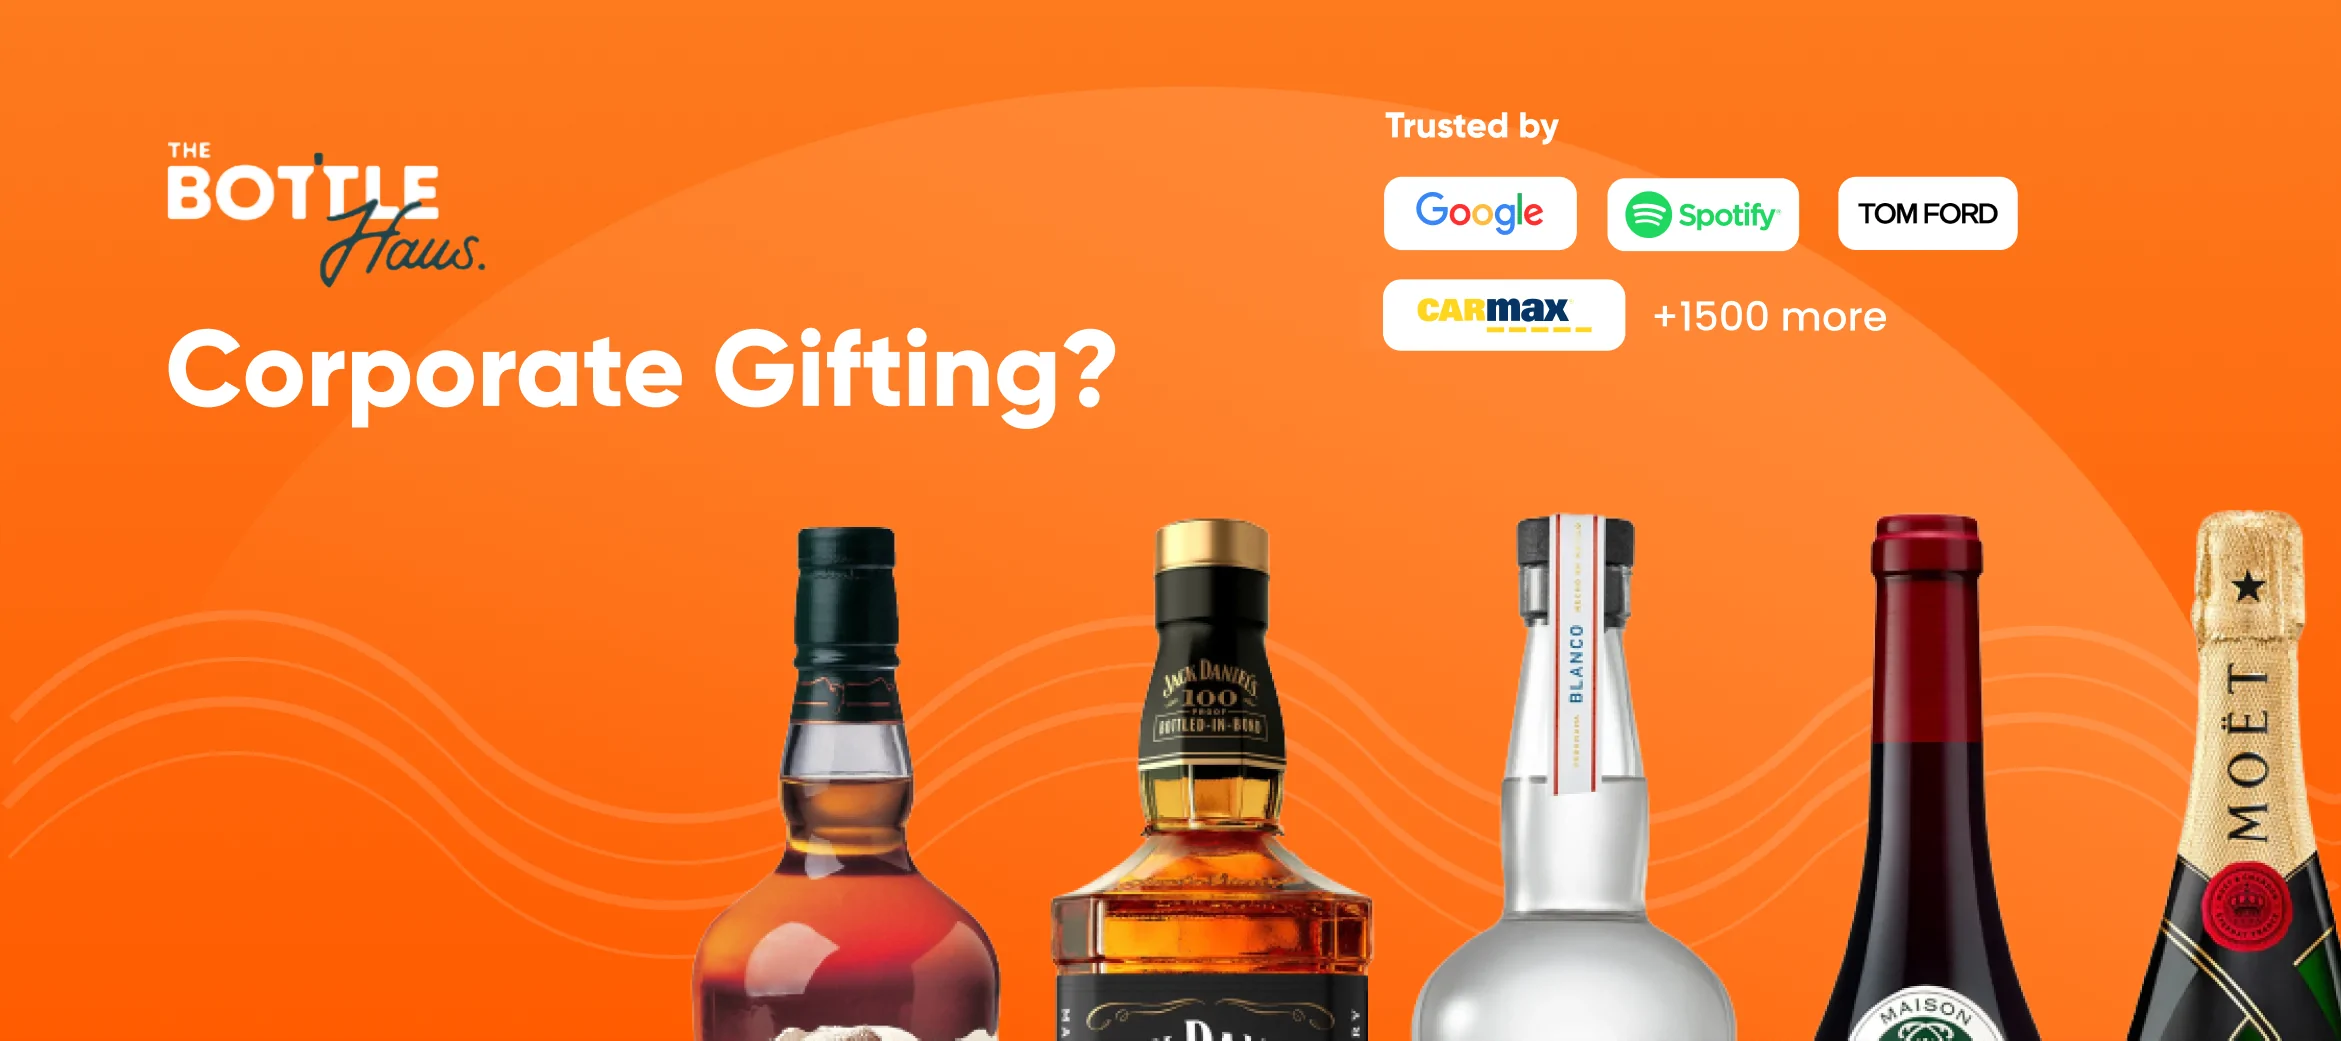 THE
BOTTLE
Haus.
Corporate Gifting?
Trusted by
Google
Spotify
TOM FORD
CARMAX
+1500 more
JACK DANIEL'S
100
PROOF
BOTTLED-IN-BOND
BLANCO
MOËT
MAISON